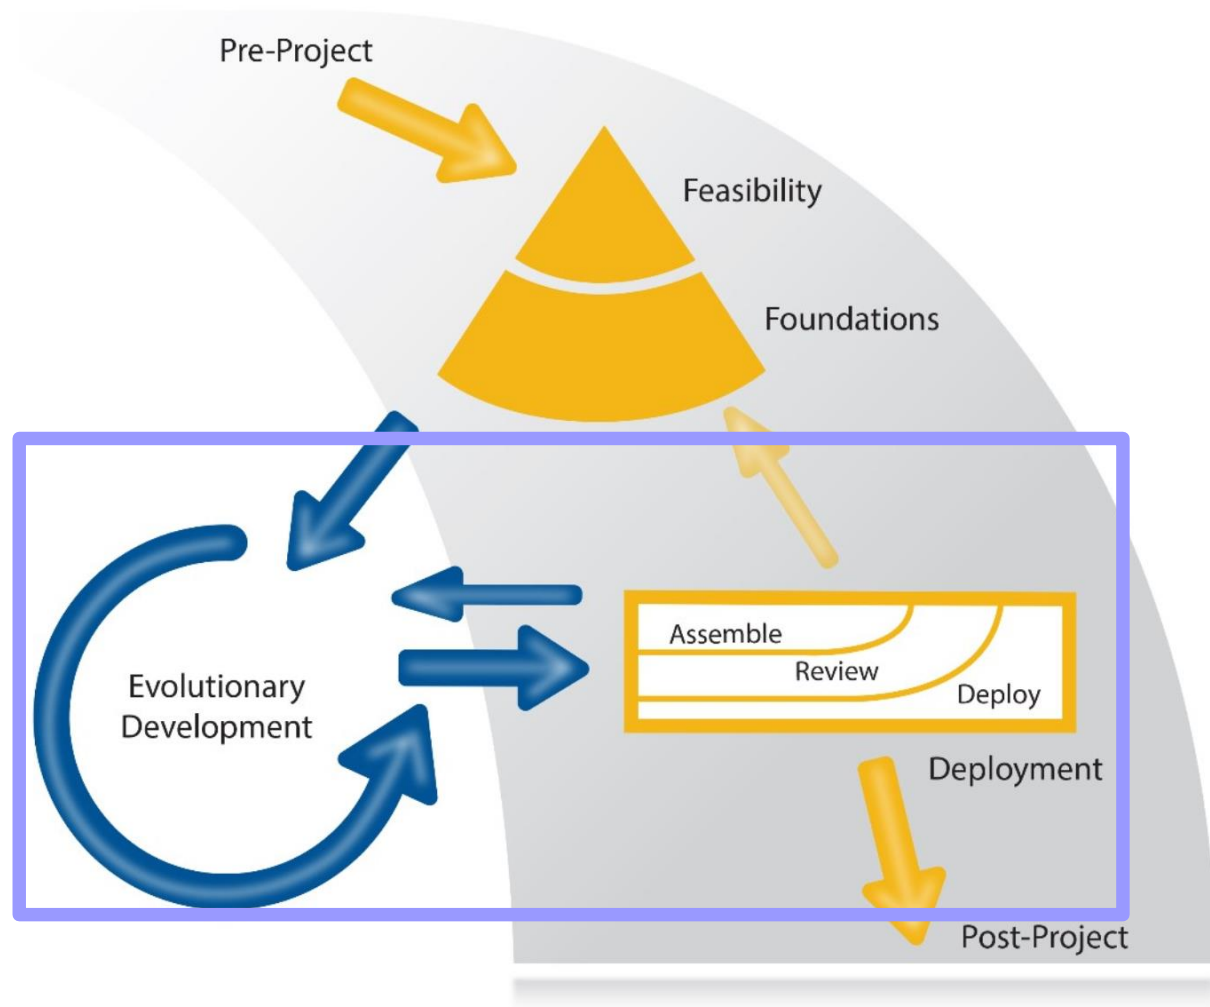 Pre-Project
Feasibility
Foundations
Assemble
Review
Deploy
Evolutionary
Development
Deployment
Post-Project